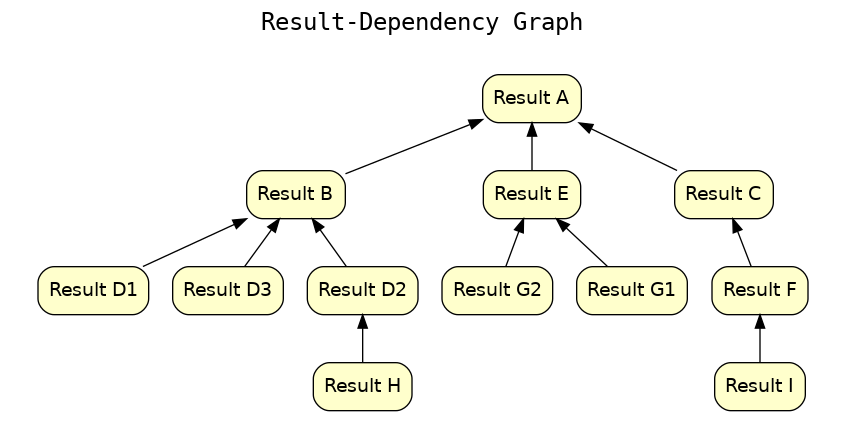 Result-Dependency Graph
Result A
Result B
Result E
Result C
Result D1
Result D3
Result D2
Result G2
Result G1
Result F
Result H
Result I